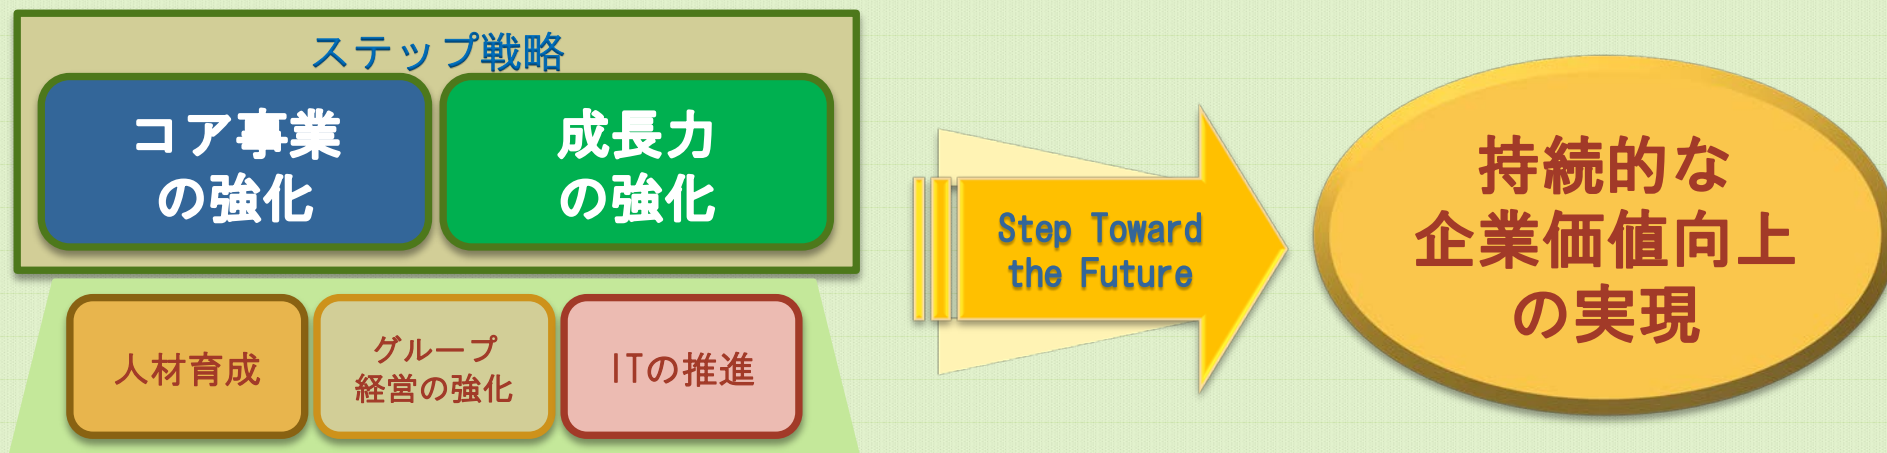 ステップ戦略
コア事業
の強化
成長力
の強化
人材育成
グループ
経営の強化
ITの推進
Step Toward
the Future
持続的な
企業価値向上
の実現